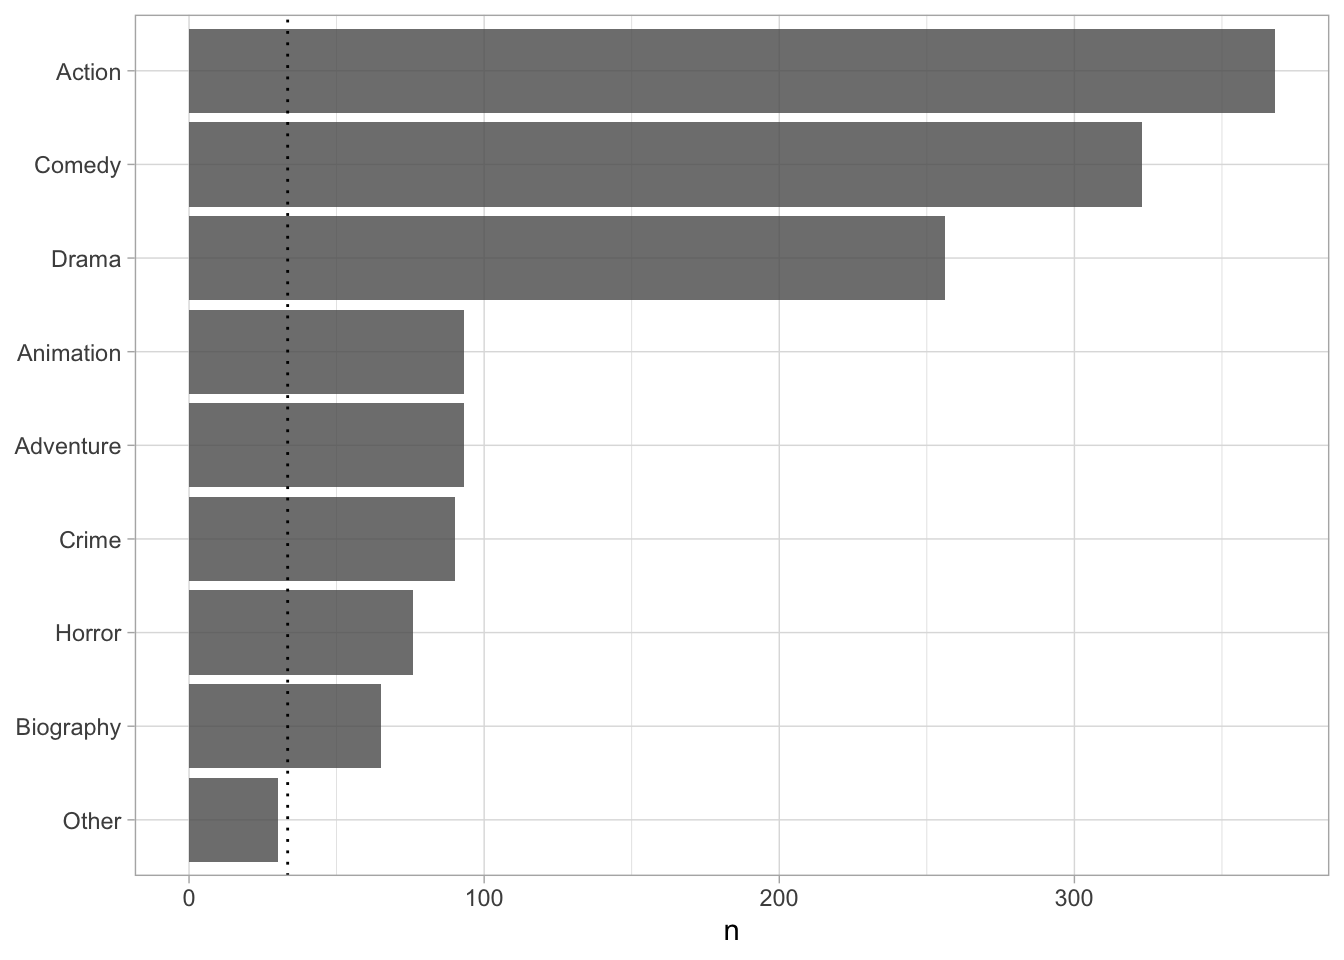 Action
Comedy
Drama
Animation
Adventure
Crime
Horror
Biography
Other
0 100 200 300
n